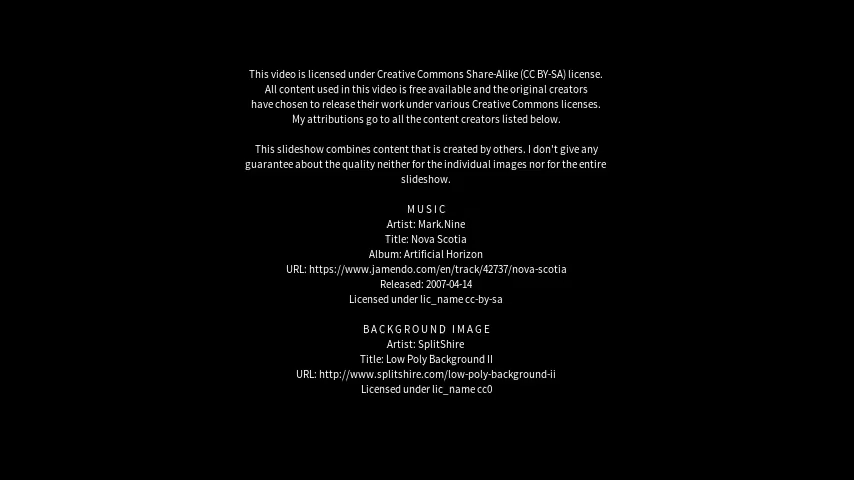 This video is licensed under Creative Commons Share-Alike (CC BY-SA) license.
All content used in this video is free available and the original creators
have chosen to release their work under various Creative Commons licenses.
My attributions go to all the content creators listed below.
This slideshow combines content that is created by others. I don't give any
guarantee about the quality neither for the individual images nor for the entire
slideshow.
MUSIC
Artist: Mark.Nine
Title: Nova Scotia
Album: Artificial Horizon
URL: https://www.jamendo.com/en/track/42737/nova-scotia
Released: 2007-04-14
Licensed under lic_name cc-by-sa
BACKGROUND IMAGE
Artist: SplitShire
Title: Low Poly Background II
URL: http://www.splitshire.com/low-poly-background-ii
Licensed under lic_name cc0